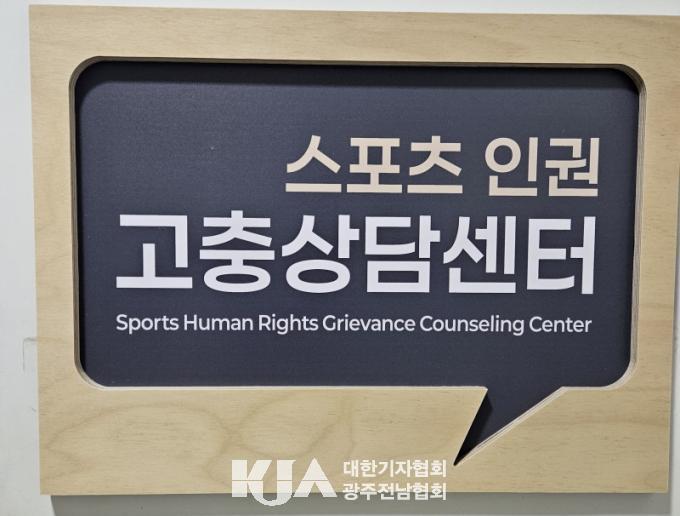 스포츠 인권
고충상담센터
Sports Human Rights Grievance Counseling Center
KJA 대한기자협회
광주전남협회